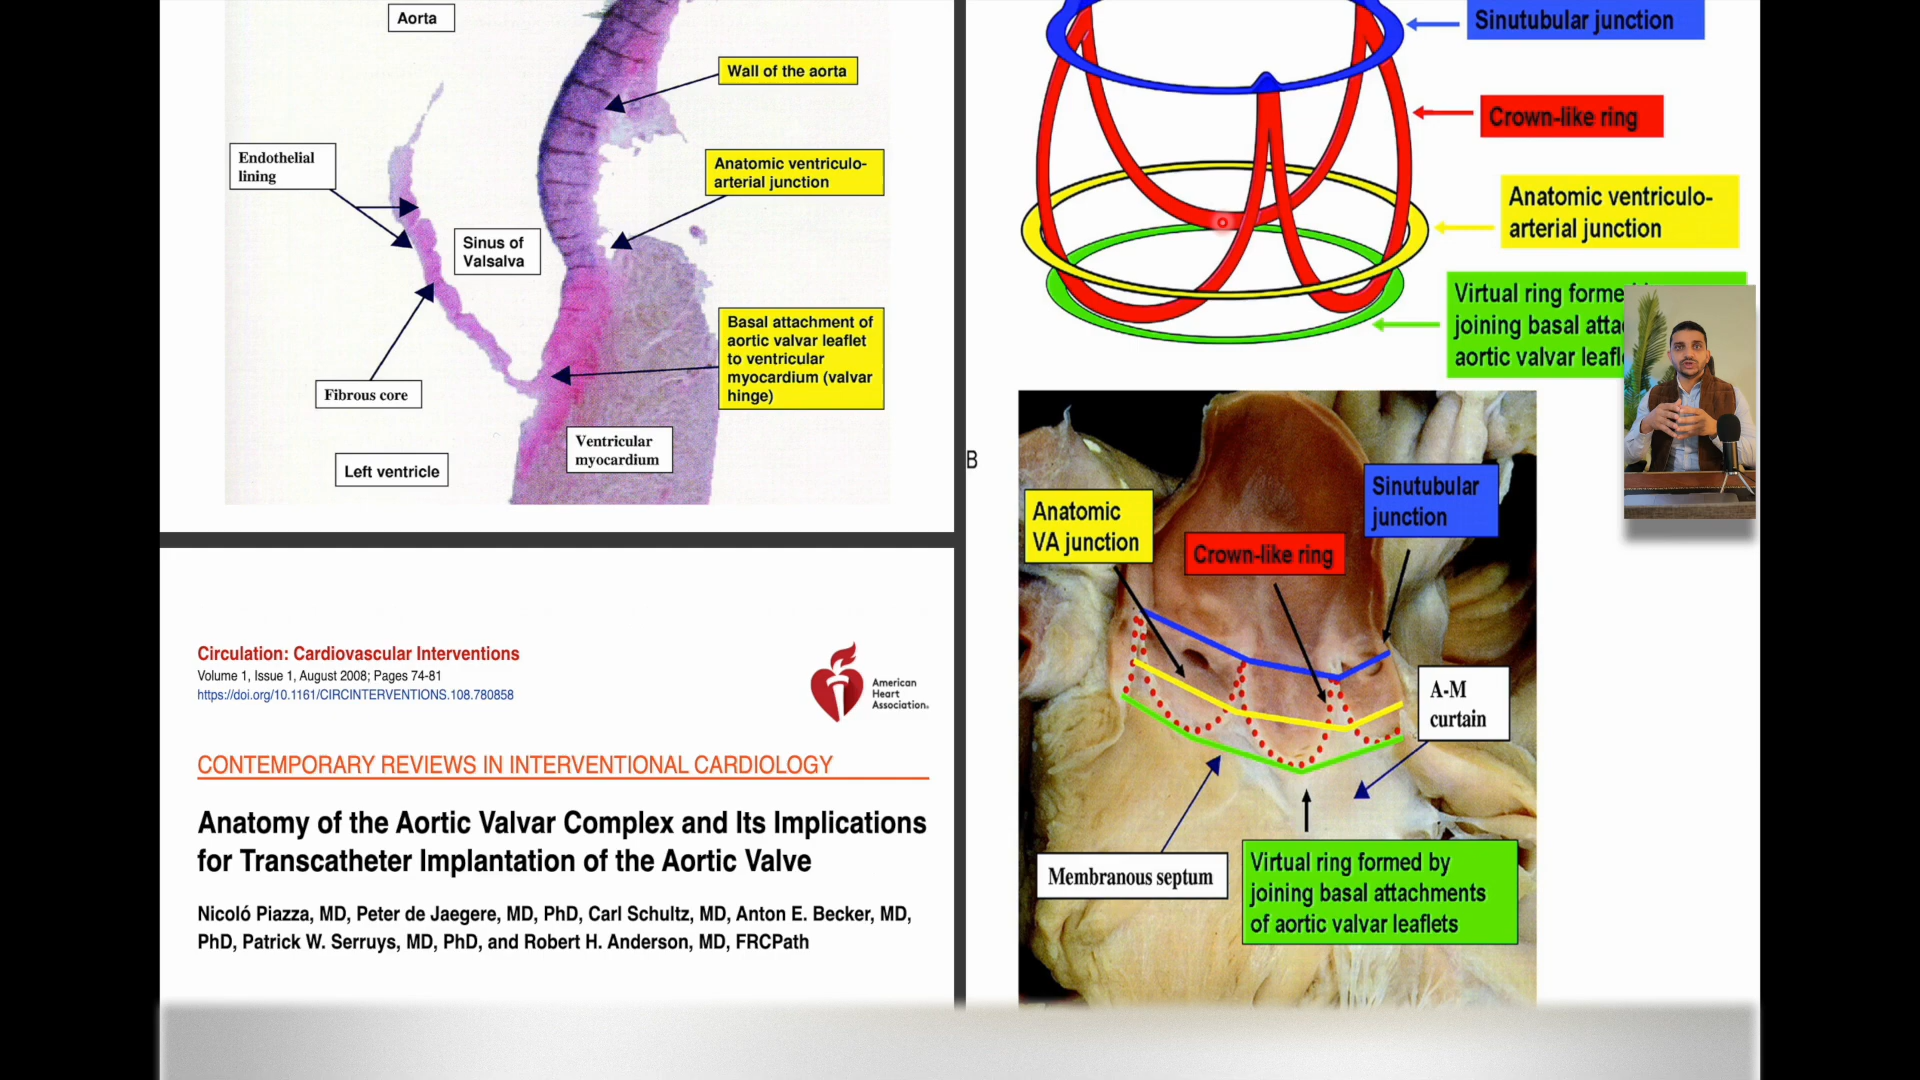 Aorta
Wall of the aorta
Endothelial
lining
Anatomic ventriculo-
arterial junction
Sinus of
Valsalva
Basal attachment of
aortic valvar leaflet
to ventricular
myocardium (valvar
hinge)
Fibrous core
Ventricular
myocardium
Left ventricle
Sinutubular junction
Crown-like ring
Anatomic ventriculo-
arterial junction
Virtual ring forme
joining basal atta
aortic valvar leafl
B
Anatomic
VA junction
Sinutubular
junction
Crown-like ring
A-M
curtain
Membranous septum
Virtual ring formed by
joining basal attachments
of aortic valvar leaflets
Circulation: Cardiovascular Interventions
Volume 1, Issue 1, August 2008; Pages 74-81
https://doi.org/10.1161/CIRCINTERVENTIONS.108.780858
American
Heart
Association.
CONTEMPORARY REVIEWS IN INTERVENTIONAL CARDIOLOGY
Anatomy of the Aortic Valvar Complex and Its Implications
for Transcatheter Implantation of the Aortic Valve
Nicoló Piazza, MD, Peter de Jaegere, MD, PhD, Carl Schultz, MD, Anton E. Becker, MD,
PhD, Patrick W. Serruys, MD, PhD, and Robert H. Anderson, MD, FRCPath